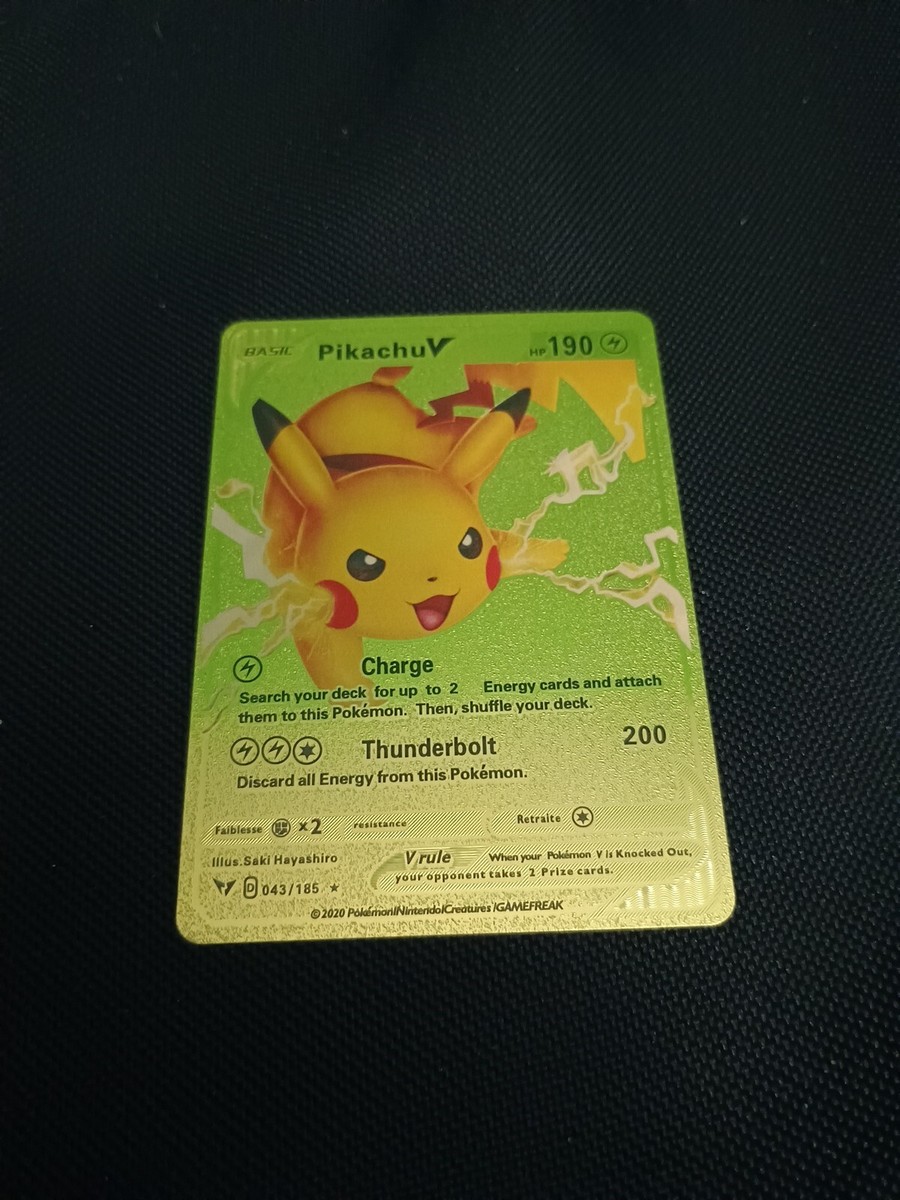 BASIC PikachuV HP190
Charge
Search your deck for up to 2 Energy cards and attach
them to this Pokémon. Then, shuffle your deck.
Thunderbolt 200
Discard all Energy from this Pokémon.
Faiblesse x2 resistance Retraite
Illus.Saki Hayashiro
V rule When your Pokémon V is Knocked Out,
your opponent takes 2 Prize cards.
D 043/185 ★
©2020 Pokémon/Nintendo/Creatures/GAMEFREAK